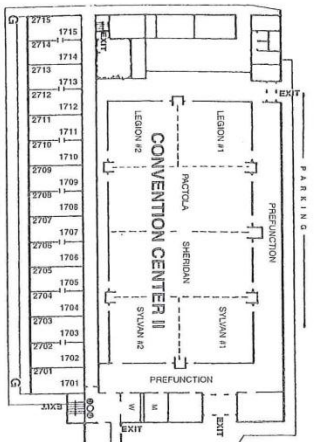 G
2715
1715
2714
1714
1713
2713
2712
1712
2711
1711
2710
1710
2709
1709
2708
1708
2707
1707
2706
1706
2705
1705
2704
1704
2703
1703
2702
1702
2701
1701
G
EXIT
EXIT
PARKING
LEGION #2
LEGION #1
CONVENTION CENTER II
PACTOLA
SHERIDAN
PREFUNCTION
SYLVAN #2
SYLVAN #1
PREFUNCTION
EXIT
W
M
EXIT
EXIT